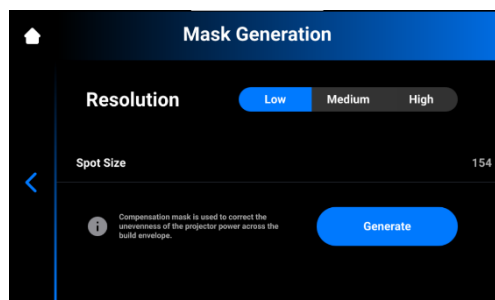 Mask Generation
Resolution Low Medium High
Spot Size 154
Compensation mask is used to correct the
unevenness of the projector power across the
build envelope.
Generate